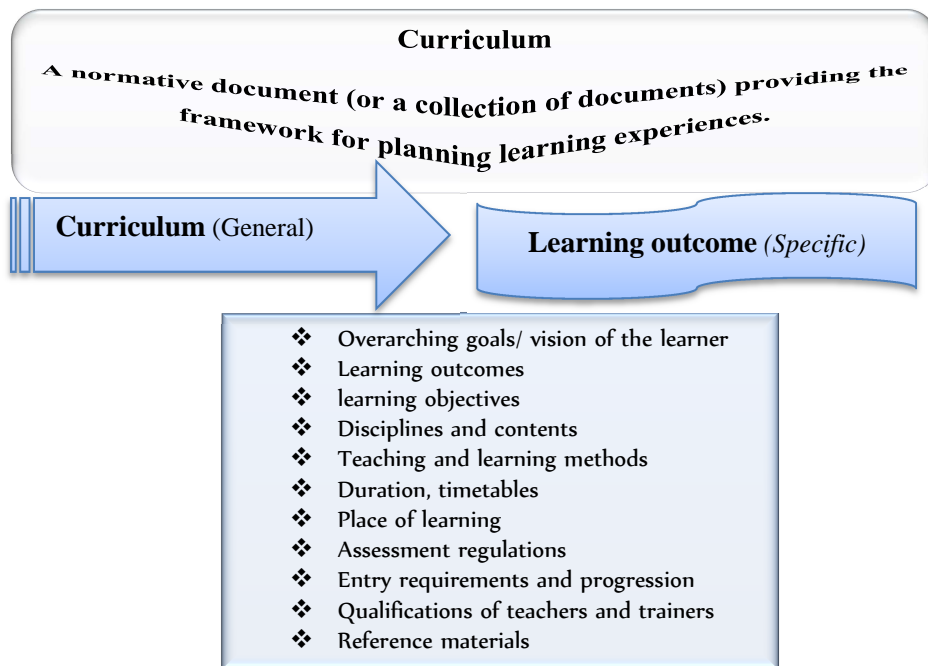 Curriculum
A normative document (or a collection of documents) providing the
framework for planning learning experiences.
Curriculum (General)
Learning outcome (Specific)
❖ Overarching goals/ vision of the learner
❖ Learning outcomes
❖ learning objectives
❖ Disciplines and contents
❖ Teaching and learning methods
❖ Duration, timetables
❖ Place of learning
❖ Assessment regulations
❖ Entry requirements and progression
❖ Qualifications of teachers and trainers
❖ Reference materials